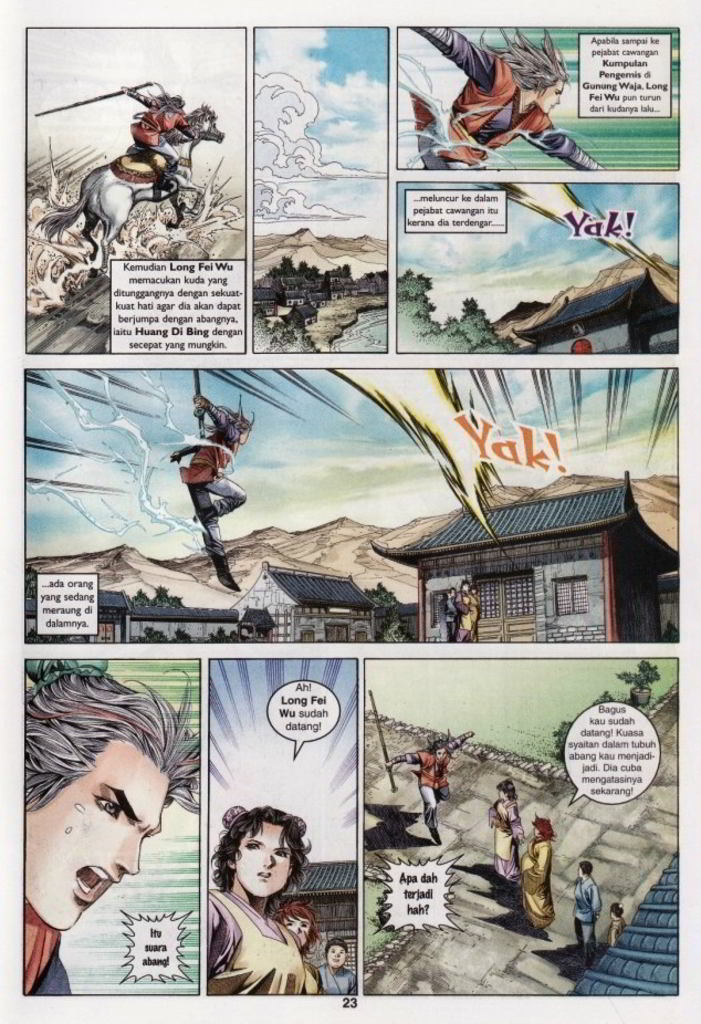 Kemudian Long Fei Wu
memacukan kuda yang
ditunggangnya dengan sekuat-
kuat hati agar dia akan dapat
berjumpa dengan abangnya,
iaitu Huang Di Bing dengan
secepat yang mungkin.
Apabila sampai ke
pejabat cawangan
Kumpulan
Pengemis di
Gunung Waja, Long
Fei Wu pun turun
dari kudanya lalu...
...meluncur ke dalam
pejabat cawangan itu
kerana dia terdengar......
Yak!
Yak!
...ada orang
yang sedang
meraung di
dalamnya.
Itu
suara
abang!
Ah!
Long Fei
Wu sudah
datang!
Bagus
kau sudah
datang! Kuasa
syaitan dalam tubuh
abang kau menjadi-
jadi. Dia cuba
mengatasinya
sekarang!
Apa dah
terjadi
hah?
23